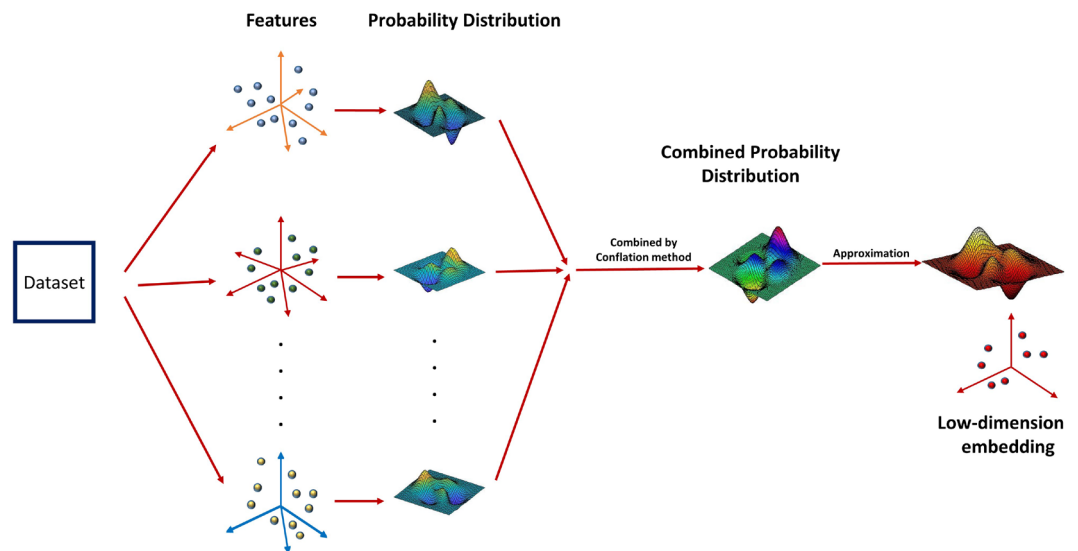 Features
Probability Distribution
Combined Probability
Distribution
Dataset
Combined by
Conflation method
Approximation
Low-dimension
embedding